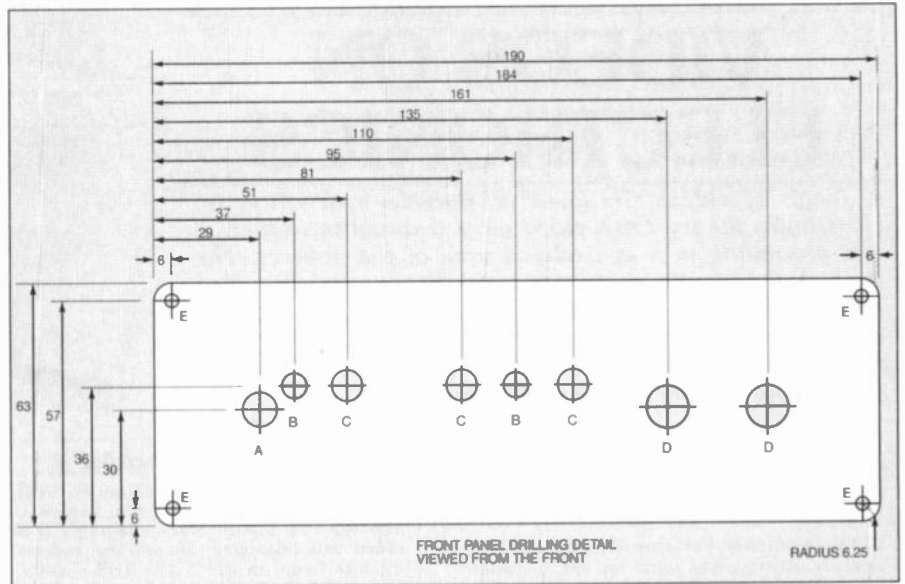 190
184
161
135
110
95
81
51
37
29
6
6
E
E
63
57
36
30
A
B
C
C
B
C
D
D
E
E
6
FRONT PANEL DRILLING DETAIL
VIEWED FROM THE FRONT
RADIUS 6.25